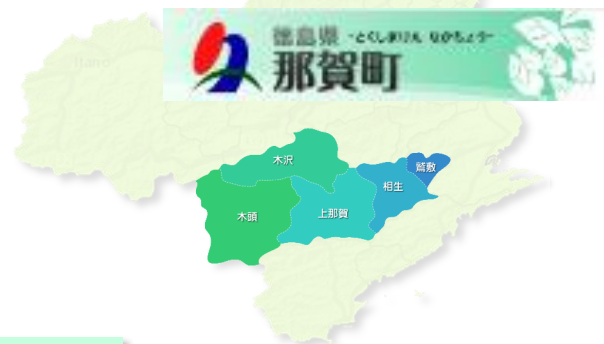 徳島県 -とくしまけん なかちょう-
那賀町
木沢
鷲敷
相生
木頭
上那賀